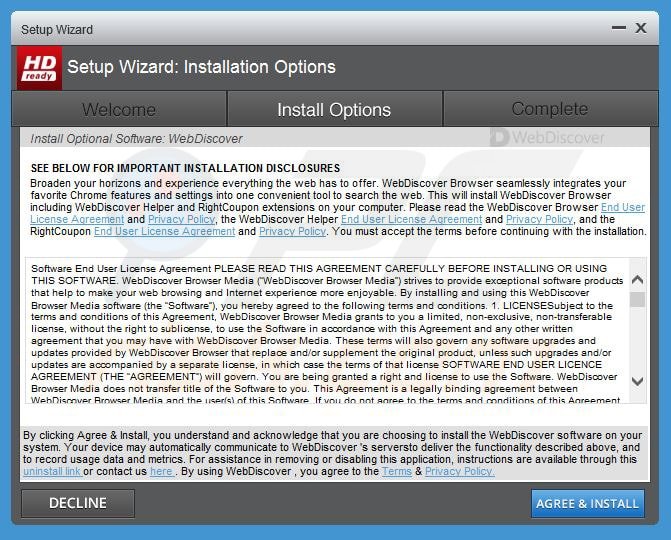 Setup Wizard
HD
ready
Setup Wizard: Installation Options
Welcome
Install Options
Complete
Install Optional Software: WebDiscover
WebDiscover
SEE BELOW FOR IMPORTANT INSTALLATION DISCLOSURES
Broaden your horizons and experience everything the web has to offer. WebDiscover Browser seamlessly integrates your
favorite Chrome features and settings into one convenient tool to search the web. This will install WebDiscover Browser
including WebDiscover Helper and RightCoupon extensions on your computer. Please read the WebDiscover Browser End User
License Agreement and Privacy Policy, the WebDiscover Helper End User License Agreement and Privacy Policy, and the
RightCoupon End User License Agreement and Privacy Policy. You must accept the terms before continuing with the installation.
Software End User License Agreement PLEASE READ THIS AGREEMENT CAREFULLY BEFORE INSTALLING OR USING
THIS SOFTWARE. WebDiscover Browser Media ("WebDiscover Browser Media") strives to provide exceptional software products
that help to make your web browsing and Internet experience more enjoyable. By installing and using this WebDiscover
Browser Media software (the "Software"), you hereby agreed to the following terms and conditions. 1. LICENSESubject to the
terms and conditions of this Agreement, WebDiscover Browser Media grants to you a limited, non-exclusive, non-transferable
license, without the right to sublicense, to use the Software in accordance with this Agreement and any other written
agreement that you may have with WebDiscover Browser Media. These terms will also govern any software upgrades and
updates provided by WebDiscover Browser that replace and/or supplement the original product, unless such upgrades and/or
updates are accompanied by a separate license, in which case the terms of that license SOFTWARE END USER LICENCE
AGREEMENT (THE "AGREEMENT") will govern. You are being granted a right and license to use the Software. WebDiscover
Browser Media does not transfer title of the Software to you. This Agreement is a legally binding agreement between
WebDiscover Browser Media and the user(s) of this Software. If you do not agree to the terms and conditions of this Agreement
By clicking Agree & Install, you understand and acknowledge that you are choosing to install the WebDiscover software on your
system. Your device may automatically communicate to WebDiscover 's serversto deliver the functionality described above, and
to record usage data and metrics. For assistance in removing or disabling this application, instructions are available through this
uninstall link or contact us here . By using WebDiscover , you agree to the Terms & Privacy Policy.
DECLINE
AGREE & INSTALL